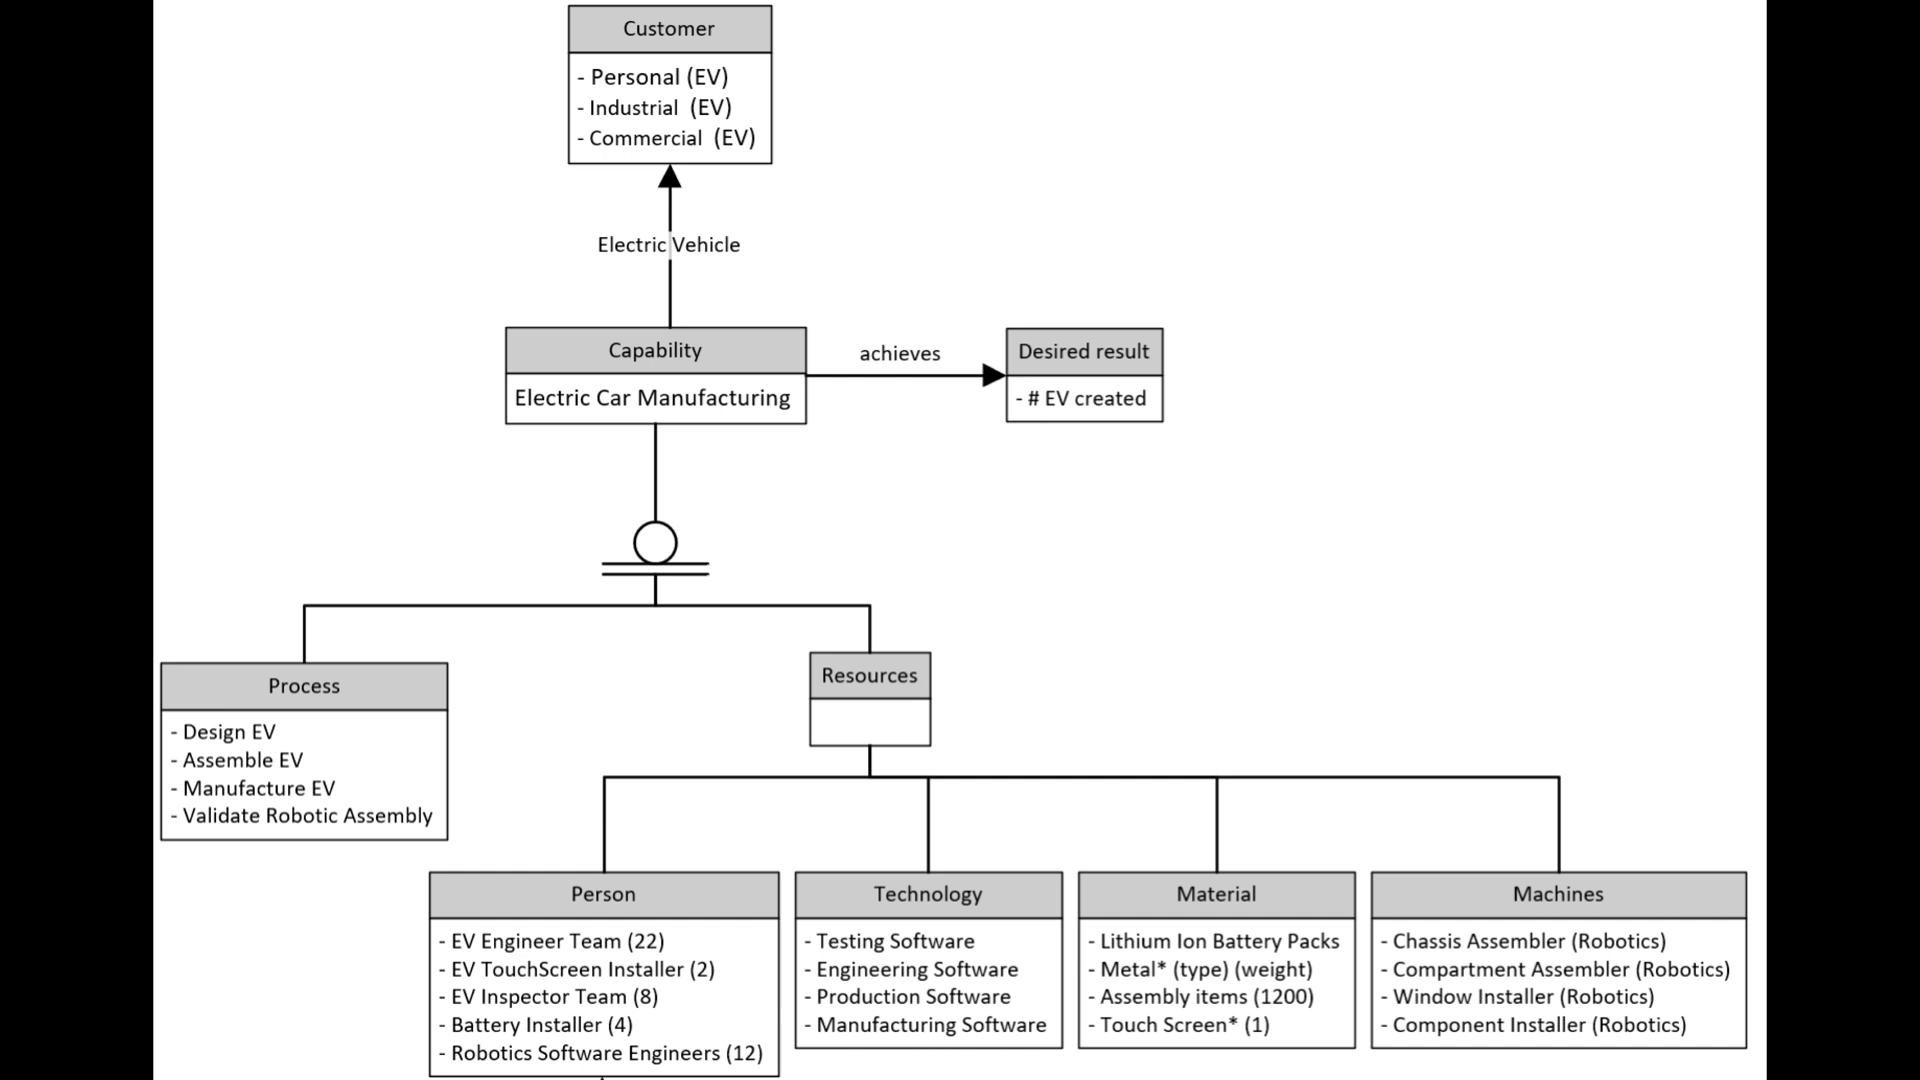 Customer
- Personal (EV)
- Industrial (EV)
- Commercial (EV)
Electric Vehicle
Capability
Electric Car Manufacturing
achieves
Desired result
- # EV created
Process
- Design EV
- Assemble EV
- Manufacture EV
- Validate Robotic Assembly
Resources
Person
- EV Engineer Team (22)
- EV TouchScreen Installer (2)
- EV Inspector Team (8)
- Battery Installer (4)
- Robotics Software Engineers (12)
Technology
- Testing Software
- Engineering Software
- Production Software
- Manufacturing Software
Material
- Lithium Ion Battery Packs
- Metal* (type) (weight)
- Assembly items (1200)
- Touch Screen* (1)
Machines
- Chassis Assembler (Robotics)
- Compartment Assembler (Robotics)
- Window Installer (Robotics)
- Component Installer (Robotics)